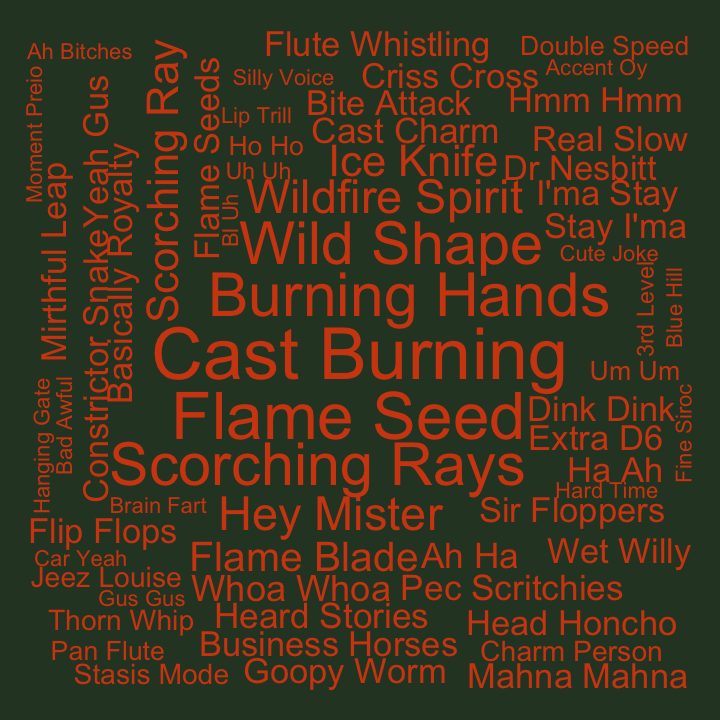 Ah Bitches
Flute Whistling
Double Speed
Silly Voice
Criss Cross
Accent Oy
Moment Preio
Yeah Gus
Scorching Ray
Flame Seeds
Lip Trill
Bite Attack
Hmm Hmm
Cast Charm
Real Slow
Ho Ho
Ice Knife
Dr Nesbitt
Uh Uh
Wildfire Spirit
I'ma Stay
Mirthful Leap
Basically Royalty
Bl Uh
Wild Shape
Stay I'ma
Cute Joke
Constrictor Snake
Burning Hands
3rd Level
Blue Hill
Cast Burning
Um Um
Hanging Gate
Bad Awful
Flame Seed
Dink Dink
Fine Siroc
Extra D6
Scorching Rays
Ha Ah
Hard Time
Brain Fart
Hey Mister
Sir Floppers
Flip Flops
Car Yeah
Flame Blade
Ah Ha
Wet Willy
Jeez Louise
Gus Gus
Whoa Whoa
Pec Scritchies
Thorn Whip
Heard Stories
Head Honcho
Pan Flute
Business Horses
Charm Person
Stasis Mode
Goopy Worm
Mahna Mahna